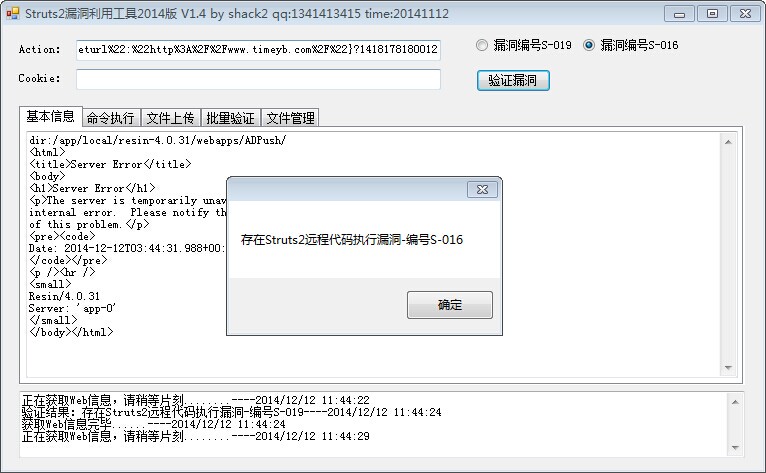 Struts2漏洞利用工具2014版 V1.4 by shack2 qq:1341413415 time:20141112
Action:
eturl%22:%22http%3A%2F%2Fwww.timeyb.com%2F%22}?1418178180012
漏洞编号S-019
漏洞编号S-016
Cookie:
验证漏洞
基本信息
命令执行
文件上传
批量验证
文件管理
dir:/app/local/resin-4.0.31/webapps/ADPush/
<html>
<title>Server Error</title>
<body>
<h1>Server Error</h1>
<p>The server is temporarily
internal error.  Please notify
of this problem.</p>
<pre><code>
Date: 2014-12-12T03:44:31.988+00:
</code></pre>
<p /><hr />
<small>
Resin/4.0.31
Server: 'app-0'
</small>
</body></html>
存在Struts2远程代码执行漏洞-编号S-016
确定
正在获取Web信息，请稍等片刻........----2014/12/12 11:44:22
验证结果：存在Struts2远程代码执行漏洞-编号S-019----2014/12/12 11:44:24
获取Web信息完毕......----2014/12/12 11:44:24
正在获取Web信息，请稍等片刻........----2014/12/12 11:44:29